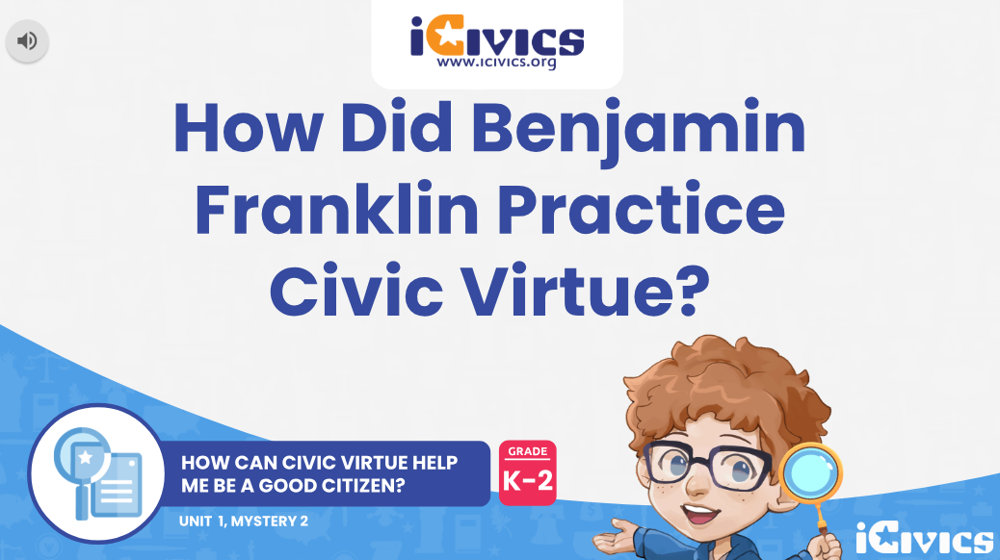 iCivics
www.icivics.org
How Did Benjamin
Franklin Practice
Civic Virtue?
HOW CAN CIVIC VIRTUE HELP
ME BE A GOOD CITIZEN?
GRADE
K–2
UNIT 1, MYSTERY 2
iCivics